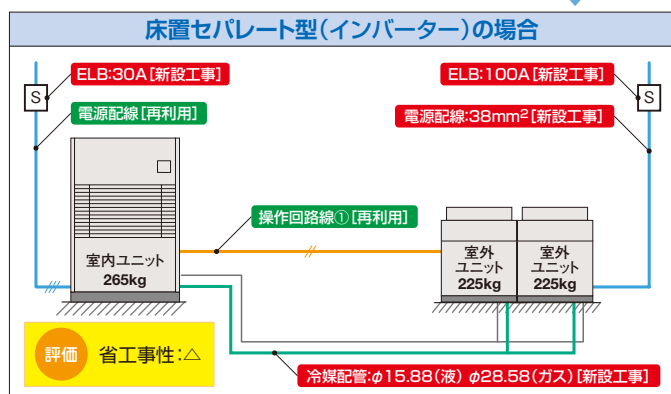 床置セパレート型(インバーター)の場合
ELB:30A[新設工事]
ELB:100A[新設工事]
S
S
電源配線[再利用]
電源配線:38mm²[新設工事]
操作回路線①[再利用]
室内ユニット
265kg
室外
ユニット
225kg
室外
ユニット
225kg
評価 省工事性:△
冷媒配管:φ15.88(液) φ28.58(ガス)[新設工事]